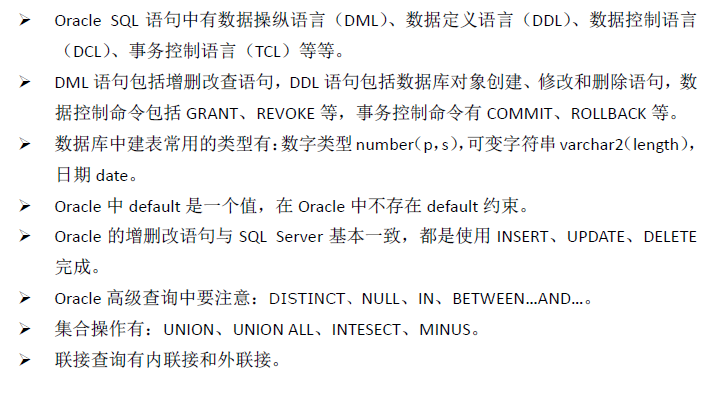 ➢ Oracle SQL 语句中有数据操纵语言（DML）、数据定义语言（DDL）、数据控制语言
（DCL）、事务控制语言（TCL）等等。
➢ DML 语句包括增删改查语句，DDL 语句包括数据库对象创建、修改和删除语句，数
据控制命令包括 GRANT、REVOKE 等，事务控制命令有 COMMIT、ROLLBACK 等。
➢ 数据库中建表常用的类型有：数字类型 number（p，s），可变字符串 varchar2（length），
日期 date。
➢ Oracle 中 default 是一个值，在 Oracle 中不存在 default 约束。
➢ Oracle 的增删改语句与 SQL Server 基本一致，都是使用 INSERT、UPDATE、DELETE
完成。
➢ Oracle 高级查询中要注意：DISTINCT、NULL、IN、BETWEEN…AND…。
➢ 集合操作有：UNION、UNION ALL、INTESECT、MINUS。
➢ 联接查询有内联接和外联接。